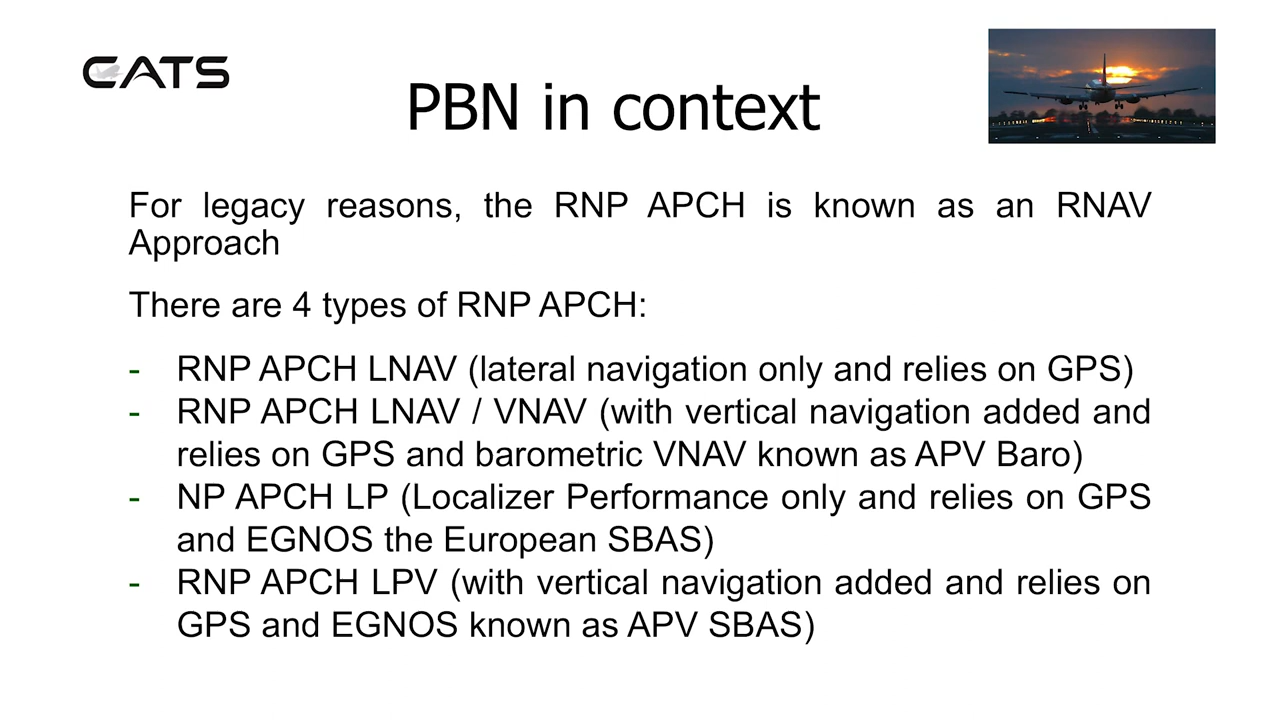 CATS
PBN in context
For legacy reasons, the RNP APCH is known as an RNAV
Approach
There are 4 types of RNP APCH:
- RNP APCH LNAV (lateral navigation only and relies on GPS)
- RNP APCH LNAV / VNAV (with vertical navigation added and
relies on GPS and barometric VNAV known as APV Baro)
- NP APCH LP (Localizer Performance only and relies on GPS
and EGNOS the European SBAS)
- RNP APCH LPV (with vertical navigation added and relies on
GPS and EGNOS known as APV SBAS)